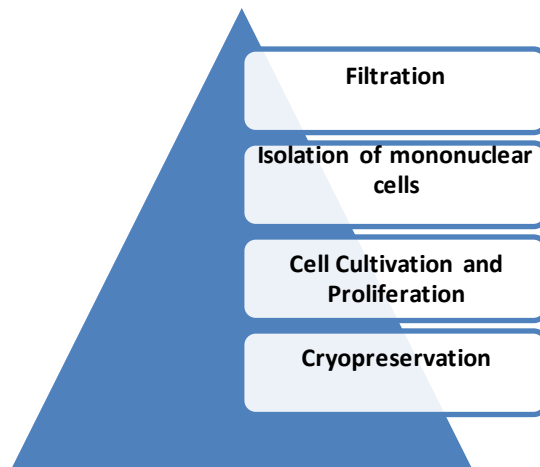 Filtration
Isolation of mononuclear
cells
Cell Cultivation and
Proliferation
Cryopreservation